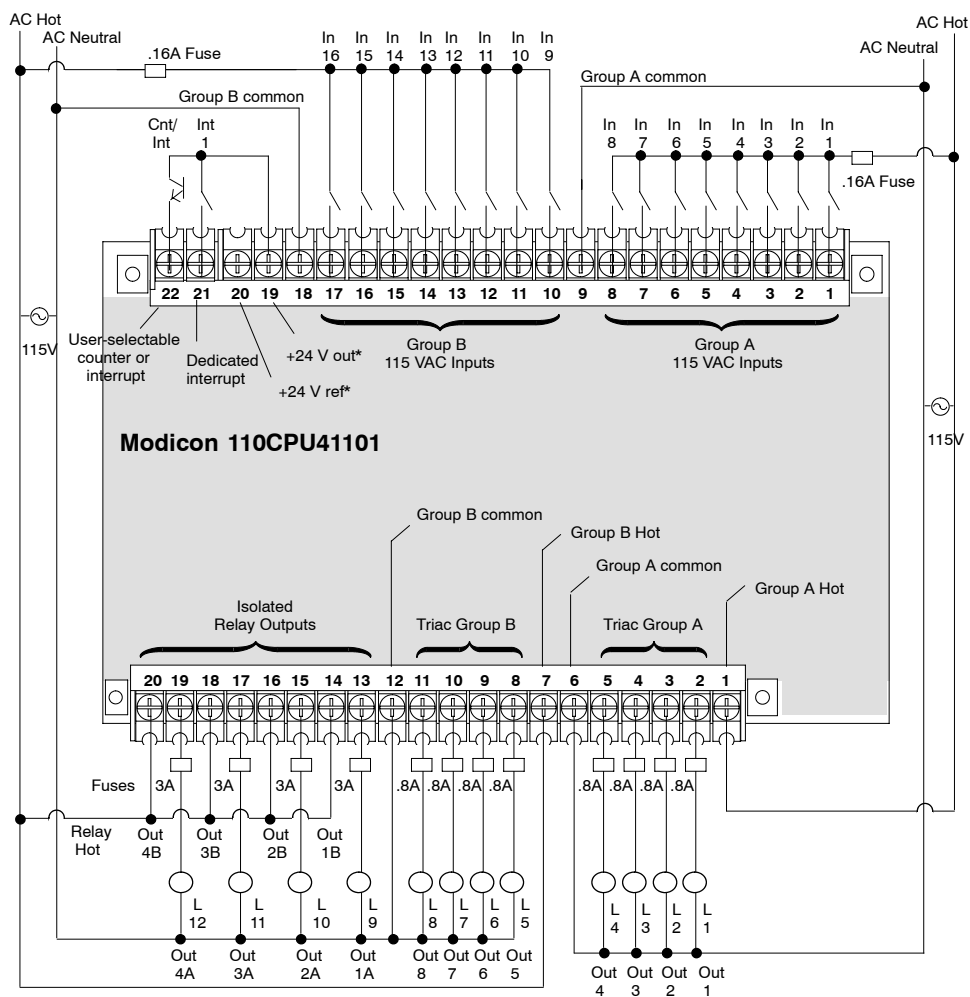 AC Hot
AC Neutral
.16A Fuse
In 16
In 15
In 14
In 13
In 12
In 11
In 10
In 9
AC Hot
AC Neutral
Group A common
Group B common
Cnt/
Int
Int
1
In 8
In 7
In 6
In 5
In 4
In 3
In 2
In 1
.16A Fuse
22 21 20 19 18 17 16 15 14 13 12 11 10 9 8 7 6 5 4 3 2 1
115V
User-selectable
counter or
interrupt
Dedicated
interrupt
+24 V out*
+24 V ref*
Group B
115 VAC Inputs
Group A
115 VAC Inputs
115V
Modicon 110CPU41101
Group B common
Group B Hot
Group A common
Group A Hot
Isolated
Relay Outputs
Triac Group B
Triac Group A
20 19 18 17 16 15 14 13 12 11 10 9 8 7 6 5 4 3 2 1
Fuses 3A 3A 3A 3A .8A .8A .8A .8A .8A .8A .8A .8A
Relay
Hot
Out
4B
Out
3B
Out
2B
Out
1B
L
12
L
11
L
10
L
9
L
8
L
7
L
6
L
5
L
4
L
3
L
2
L
1
Out
4A
Out
3A
Out
2A
Out
1A
Out
8
Out
7
Out
6
Out
5
Out
4
Out
3
Out
2
Out
1